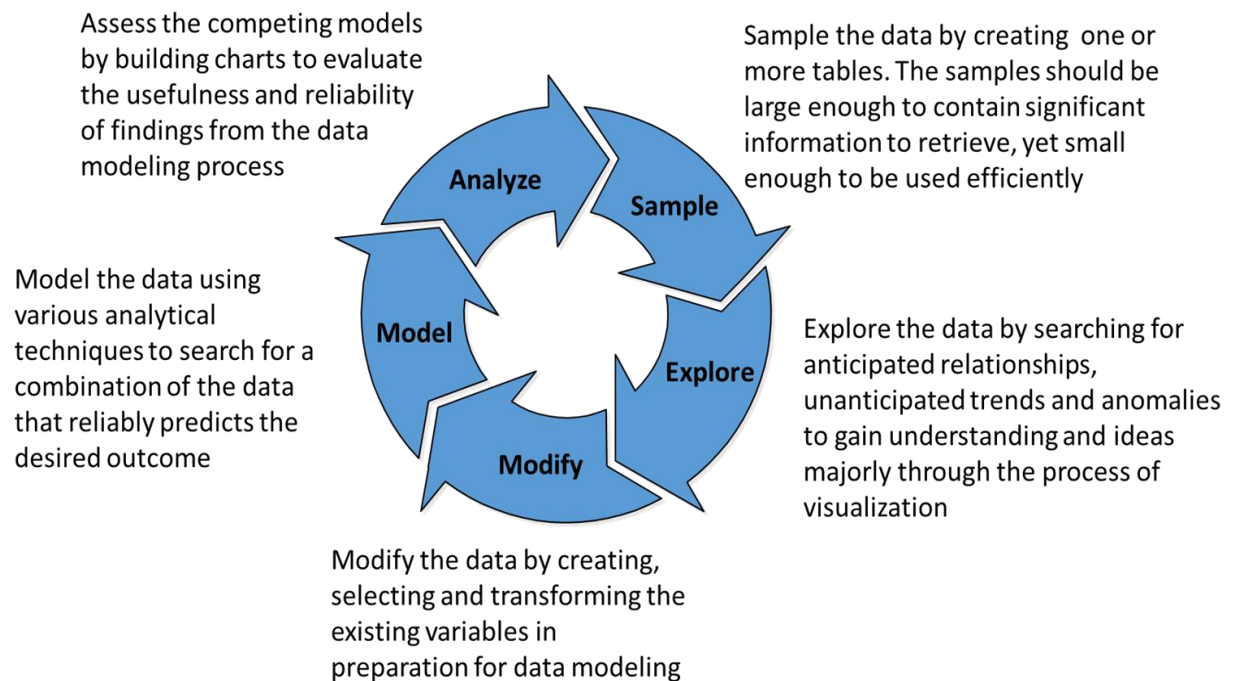 Assess the competing models
by building charts to evaluate
the usefulness and reliability
of findings from the data
modeling process
Sample the data by creating one or
more tables. The samples should be
large enough to contain significant
information to retrieve, yet small
enough to be used efficiently
Analyze
Sample
Model the data using
various analytical
techniques to search for a
combination of the data
that reliably predicts the
desired outcome
Model
Explore
Explore the data by searching for
anticipated relationships,
unanticipated trends and anomalies
to gain understanding and ideas
majorly through the process of
visualization
Modify
Modify the data by creating,
selecting and transforming the
existing variables in
preparation for data modeling